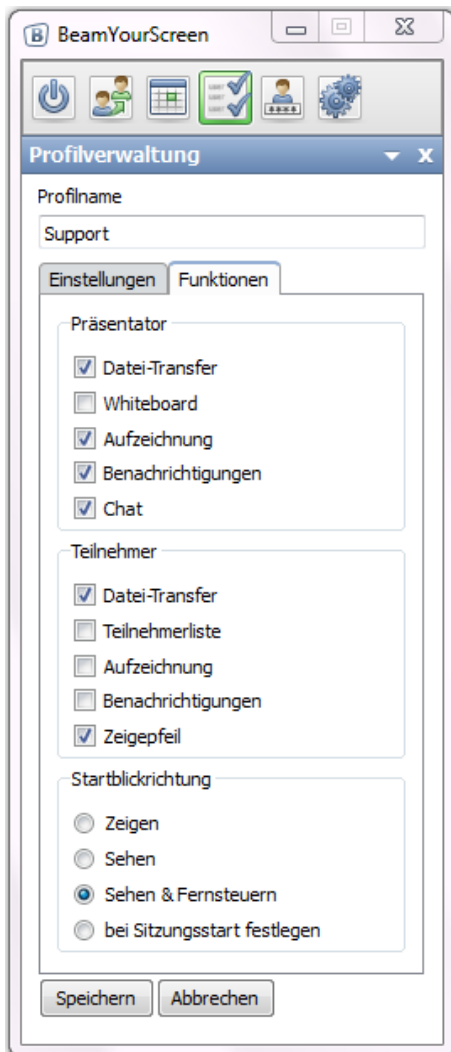 BeamYourScreen
Profilverwaltung
Profilname
Support
Einstellungen Funktionen
Präsentator
Datei-Transfer
Whiteboard
Aufzeichnung
Benachrichtigungen
Chat
Teilnehmer
Datei-Transfer
Teilnehmerliste
Aufzeichnung
Benachrichtigungen
Zeigepfeil
Startblickrichtung
Zeigen
Sehen
Sehen & Fernsteuern
bei Sitzungsstart festlegen
Speichern Abbrechen